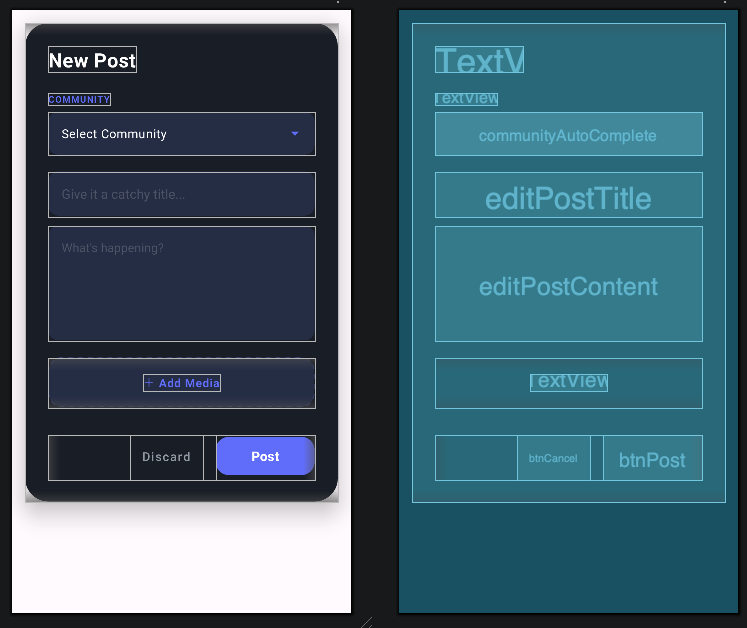 New Post
COMMUNITY
Select Community
Give it a catchy title...
What's happening?
+ Add Media
Discard
Post
TextV
TextView
communityAutoComplete
editPostTitle
editPostContent
TextView
btnCancel
btnPost